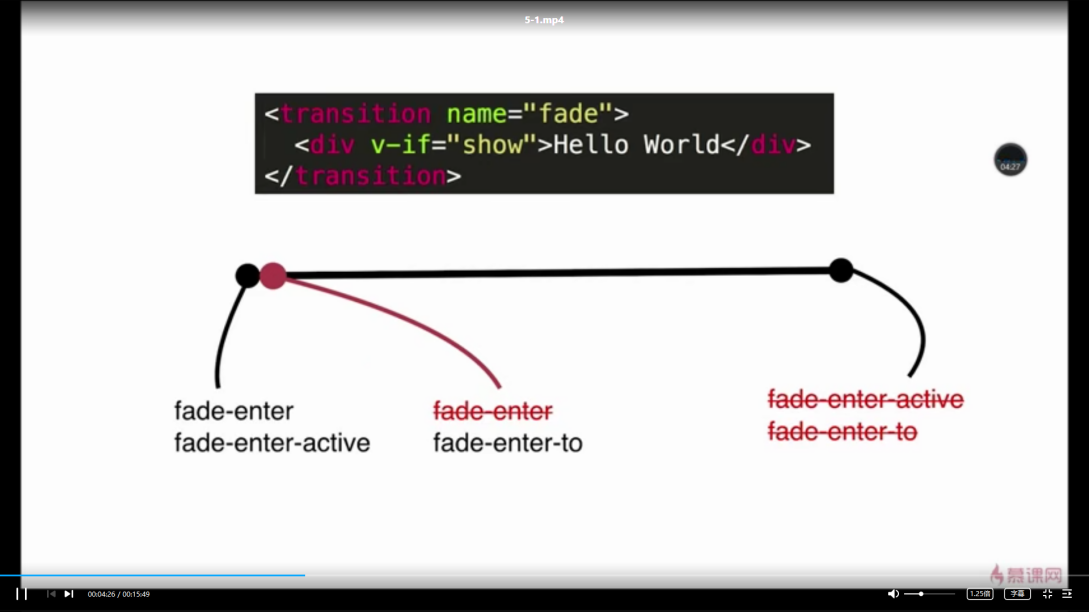 5-1.mp4
<transition name="fade">
<div v-if="show">Hello World</div>
</transition>
04:27
fade-enter
fade-enter-active
fade-enter
fade-enter-to
fade-enter-active
fade-enter-to
慕课网
00:04:26 / 00:15:49
1.25倍
字幕